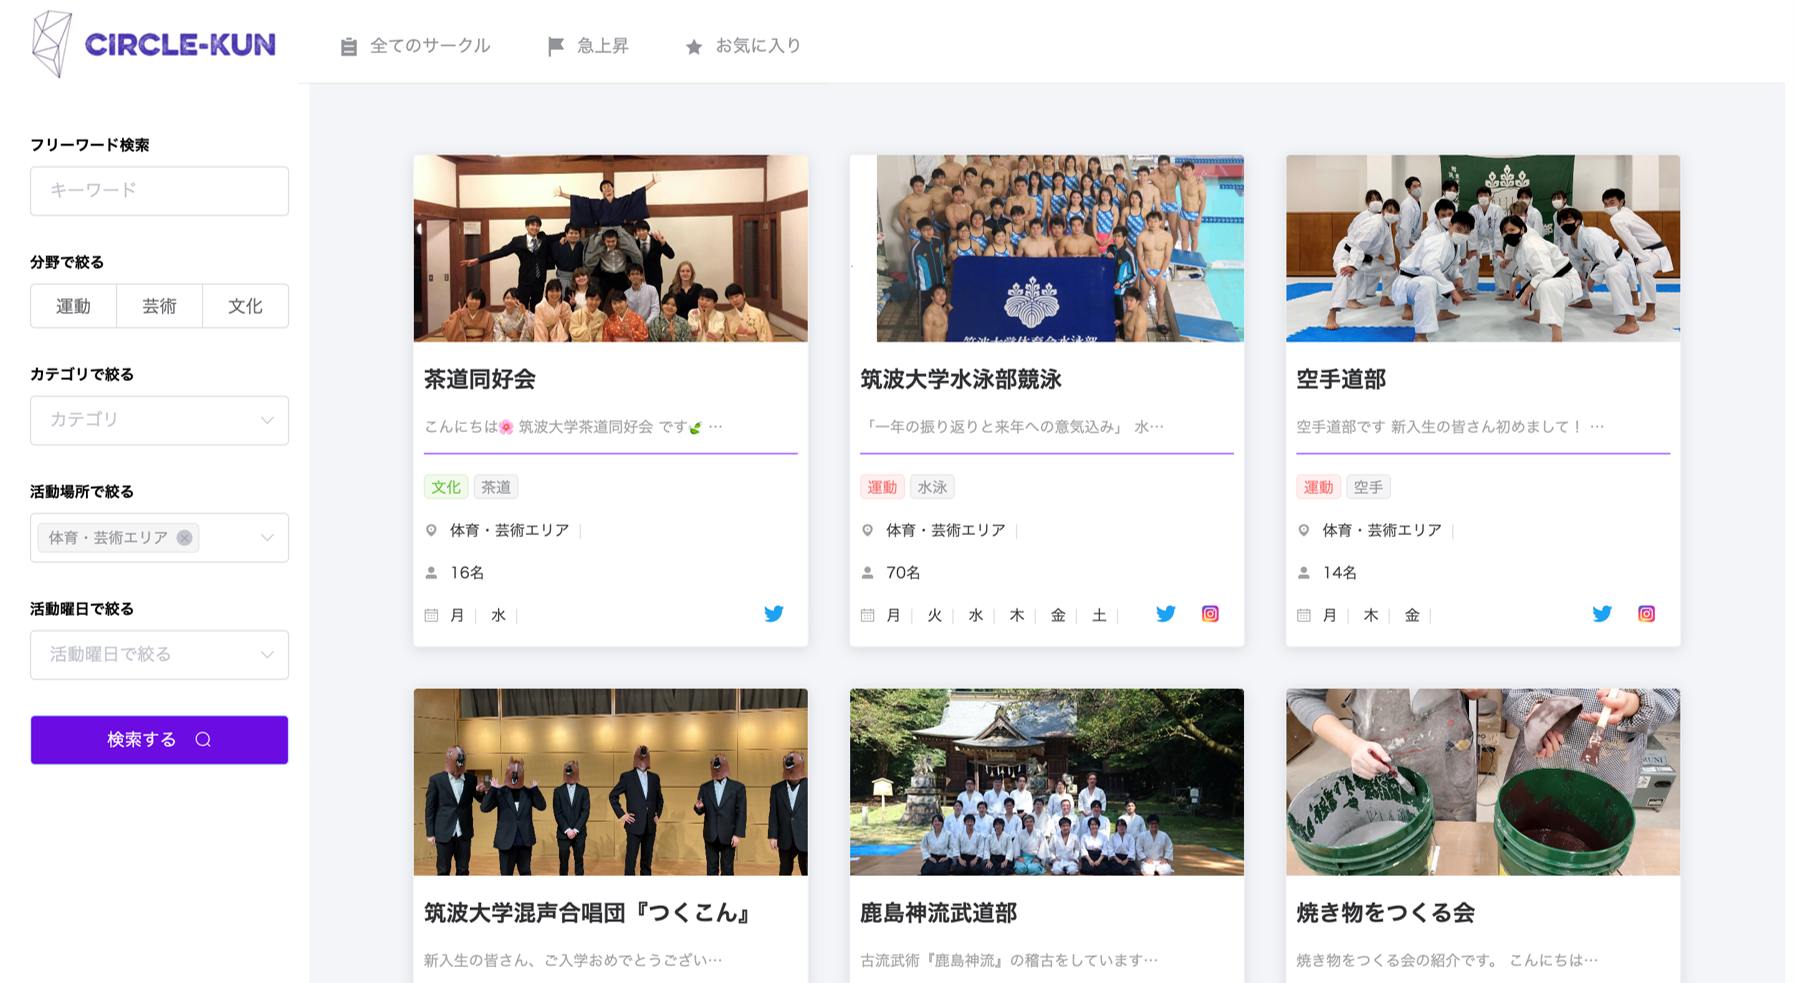 CIRCLE-KUN
全てのサークル
急上昇
お気に入り
フリーワード検索
キーワード
分野で絞る
運動 芸術 文化
カテゴリで絞る
カテゴリ
活動場所で絞る
体育・芸術エリア
活動曜日で絞る
活動曜日で絞る
検索する
茶道同好会
こんにちは🌸 筑波大学茶道同好会 です🍃 …
文化 茶道
体育・芸術エリア
16名
月 水
筑波大学体育会水泳部
筑波大学水泳部競泳
「一年の振り返りと来年への意気込み」 水…
運動 水泳
体育・芸術エリア
70名
月 火 水 木 金 土
空手道部
空手道部です 新入生の皆さん初めまして！ …
運動 空手
体育・芸術エリア
14名
月 木 金
筑波大学混声合唱団『つくこん』
新入生の皆さん、ご入学おめでとうござい…
鹿島神流武道部
古流武術『鹿島神流』の稽古をしています…
焼き物をつくる会
焼き物をつくる会の紹介です。 こんにちは…